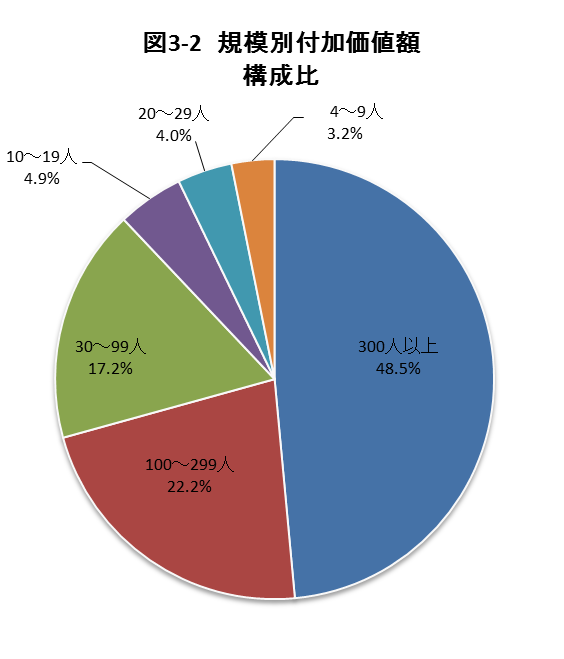 図3-2 規模別付加価値額
構成比
4～9人
3.2%
20～29人
4.0%
10～19人
4.9%
30～99人
17.2%
300人以上
48.5%
100～299人
22.2%